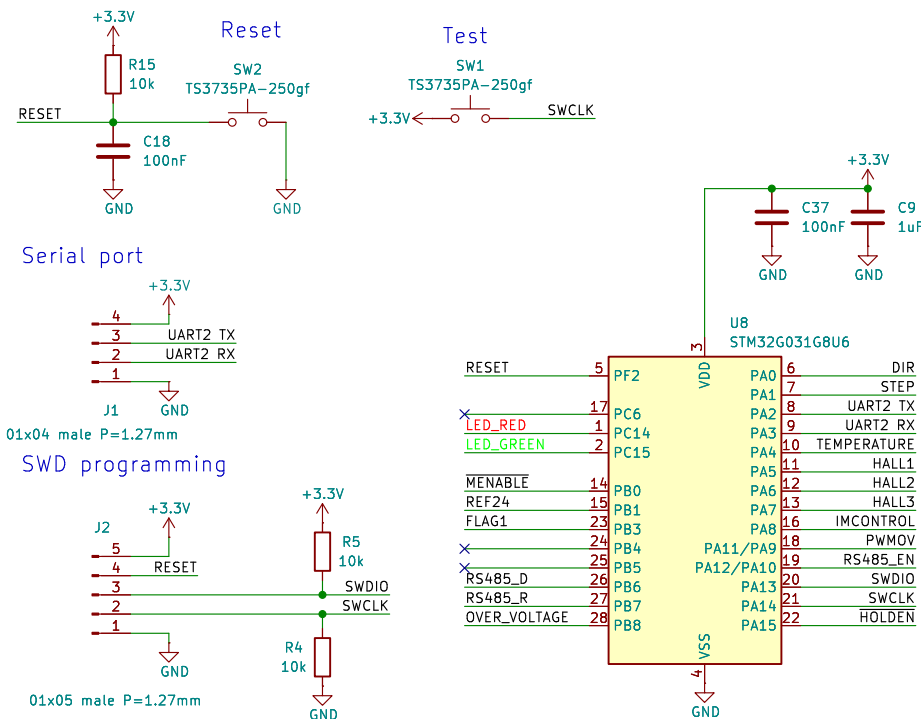 Reset
+3.3V
R15
10k
RESET
C18
100nF
GND
SW2
TS3735PA-250gf
GND
Test
SW1
TS3735PA-250gf
+3.3V
SWCLK
Serial port
+3.3V
4
3
UART2 TX
2
UART2 RX
1
GND
J1
01x04 male P=1.27mm
SWD programming
J2
+3.3V
5
4
RESET
3
SWDIO
2
SWCLK
1
GND
01x05 male P=1.27mm
+3.3V
R5
10k
R4
10k
GND
+3.3V
C37
100nF
GND
C9
1uF
GND
U8
STM32G031G8U6
3
VDD
RESET 5 PF2
17 PC6
LED_RED 1 PC14
LED_GREEN 2 PC15
MENABLE 14 PB0
REF24 15 PB1
FLAG1 23 PB3
24 PB4
25 PB5
RS485_D 26 PB6
RS485_R 27 PB7
OVER_VOLTAGE 28 PB8
PA0 6 DIR
PA1 7 STEP
PA2 8 UART2 TX
PA3 9 UART2 RX
PA4 10 TEMPERATURE
PA5 11 HALL1
PA6 12 HALL2
PA7 13 HALL3
PA8 16 IMCONTROL
PA11/PA9 18 PWMOV
PA12/PA10 19 RS485_EN
PA13 20 SWDIO
PA14 21 SWCLK
PA15 22 HOLDEN
VSS
4
GND